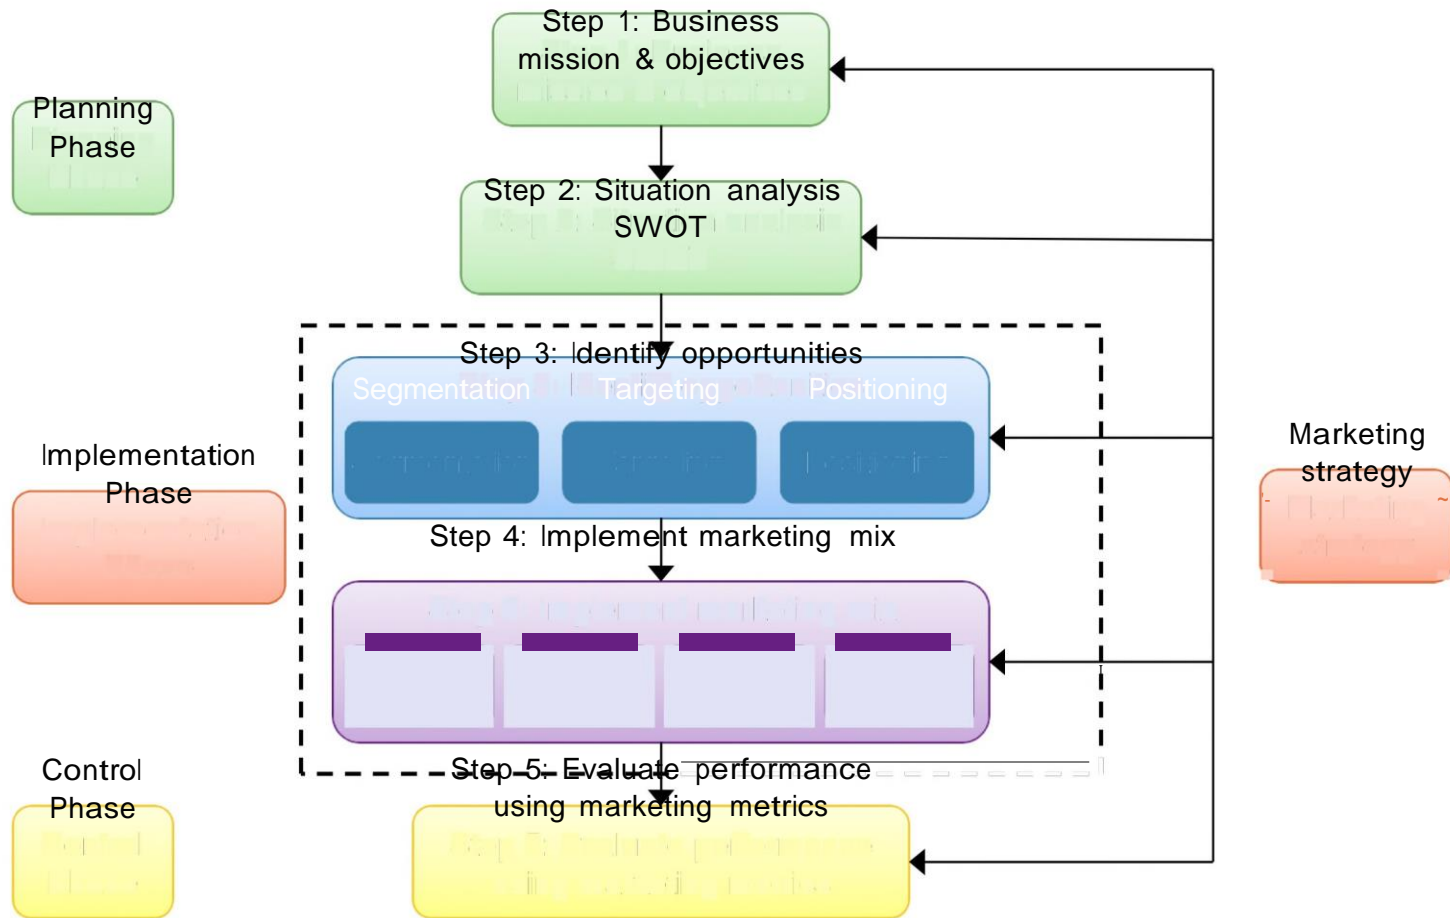 Step 1: Business
mission & objectives
Planning
Phase
Step 2: Situation analysis
SWOT
Step 3: Identify opportunities
Segmentation
Targeting
Positioning
Implementation
Phase
Marketing
strategy
Step 4: Implement marketing mix
Control
Phase
Step 5: Evaluate performance
using marketing metrics